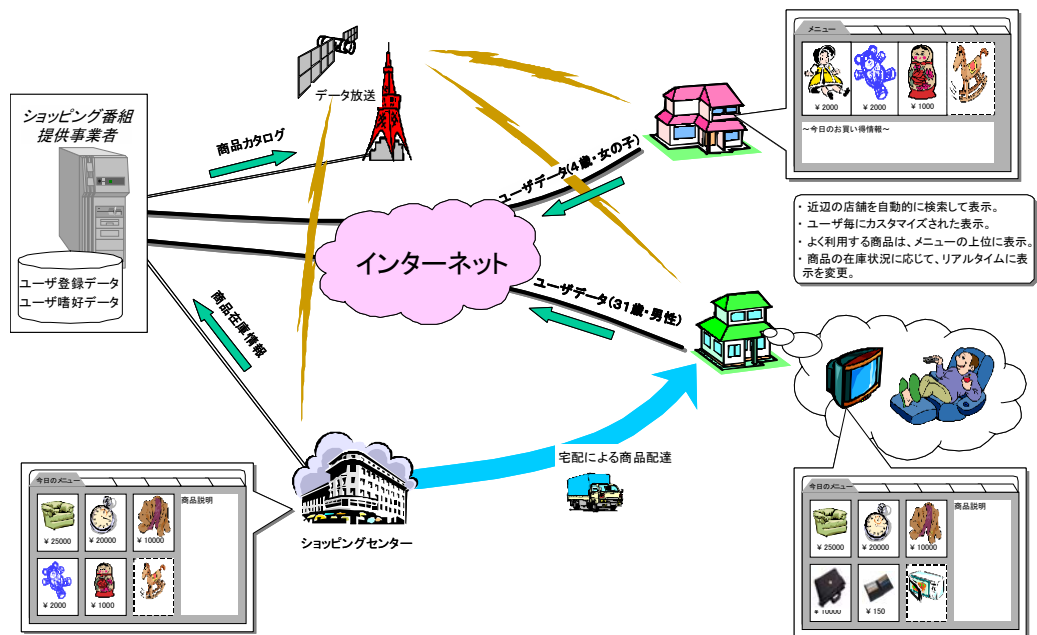 ショッピング番組
提供事業者
ユーザ登録データ
ユーザ嗜好データ
データ放送
商品カタログ
ユーザデータ(4歳・女の子)
インターネット
ユーザデータ(31歳・男性)
商品在庫情報
メニュー
¥ 2000
¥ 2000
¥ 1000
~今日のお買い得情報~
・ 近辺の店舗を自動的に検索して表示。
・ ユーザ毎にカスタマイズされた表示。
・ よく利用する商品は、メニューの上位に表示。
・ 商品の在庫状況に応じて、リアルタイムに表
示を変更。
宅配による商品配達
ショッピングセンター
今日のメニュー
商品説明
¥ 25000
¥ 20000
¥ 10000
¥ 2000
¥ 1000
今日のメニュー
商品説明
¥ 25000
¥ 20000
¥ 10000
¥ 10000
¥ 150